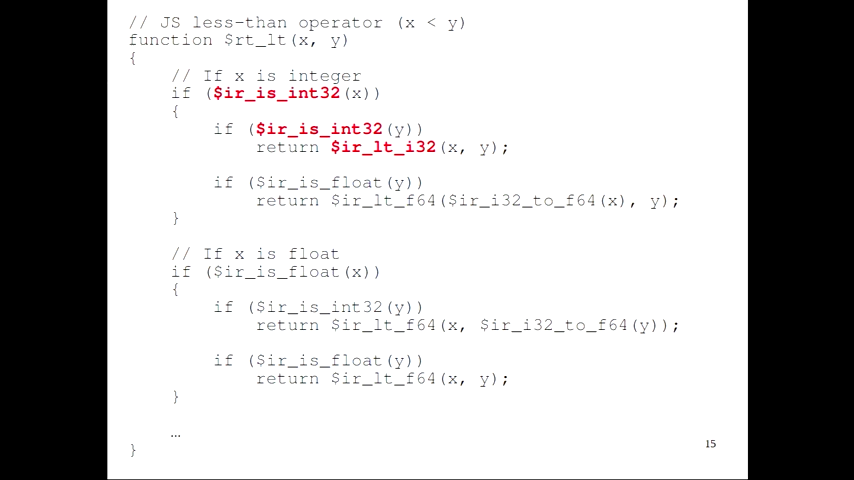 // JS less-than operator (x < y)
function $rt_lt(x, y)
{
    // If x is integer
    if ($ir_is_int32(x))
    {
        if ($ir_is_int32(y))
            return $ir_lt_i32(x, y);
        if ($ir_is_float(y))
            return $ir_lt_f64($ir_i32_to_f64(x), y);
    }
    // If x is float
    if ($ir_is_float(x))
    {
        if ($ir_is_int32(y))
            return $ir_lt_f64(x, $ir_i32_to_f64(y));
        if ($ir_is_float(y))
            return $ir_lt_f64(x, y);
    }
    …
}
15